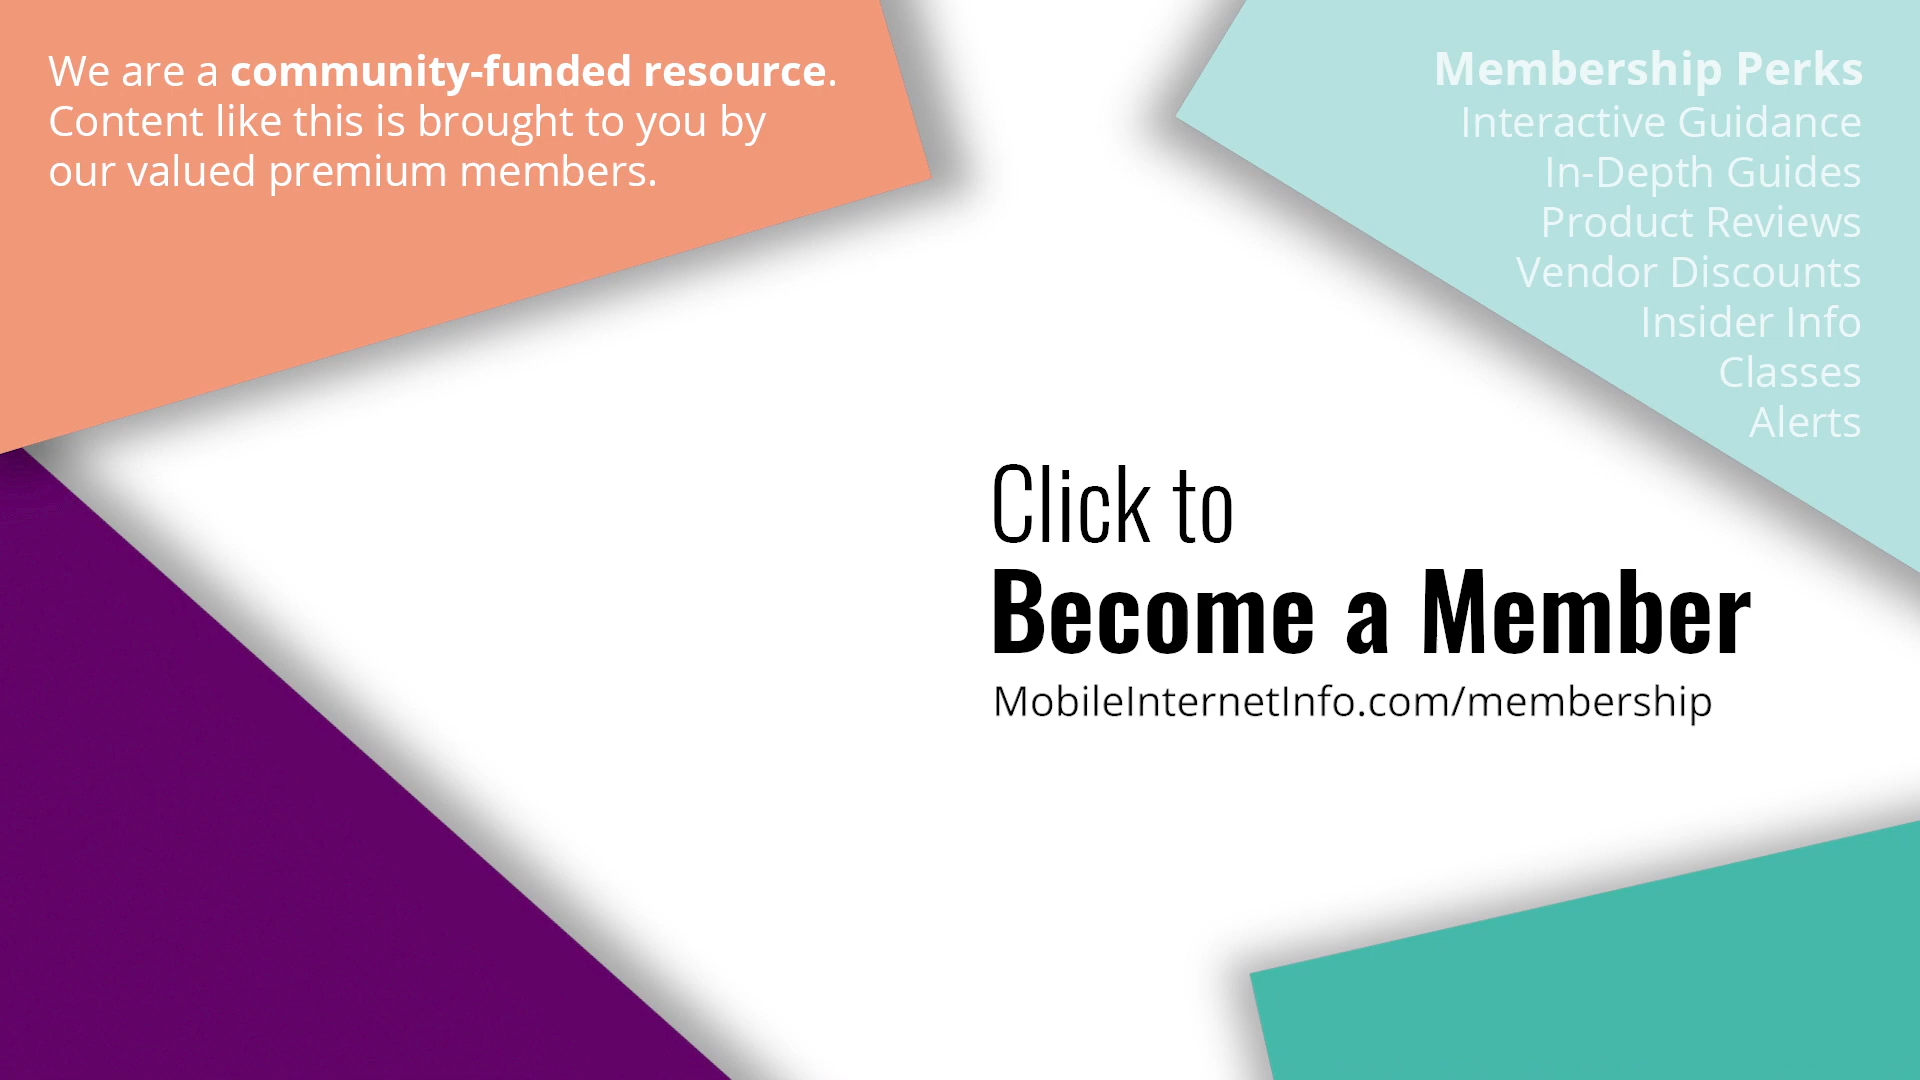 We are a community-funded resource.
Content like this is brought to you by
our valued premium members.
Membership Perks
Interactive Guidance
In-Depth Guides
Product Reviews
Vendor Discounts
Insider Info
Classes
Alerts
Click to
Become a Member
MobileInternetInfo.com/membership